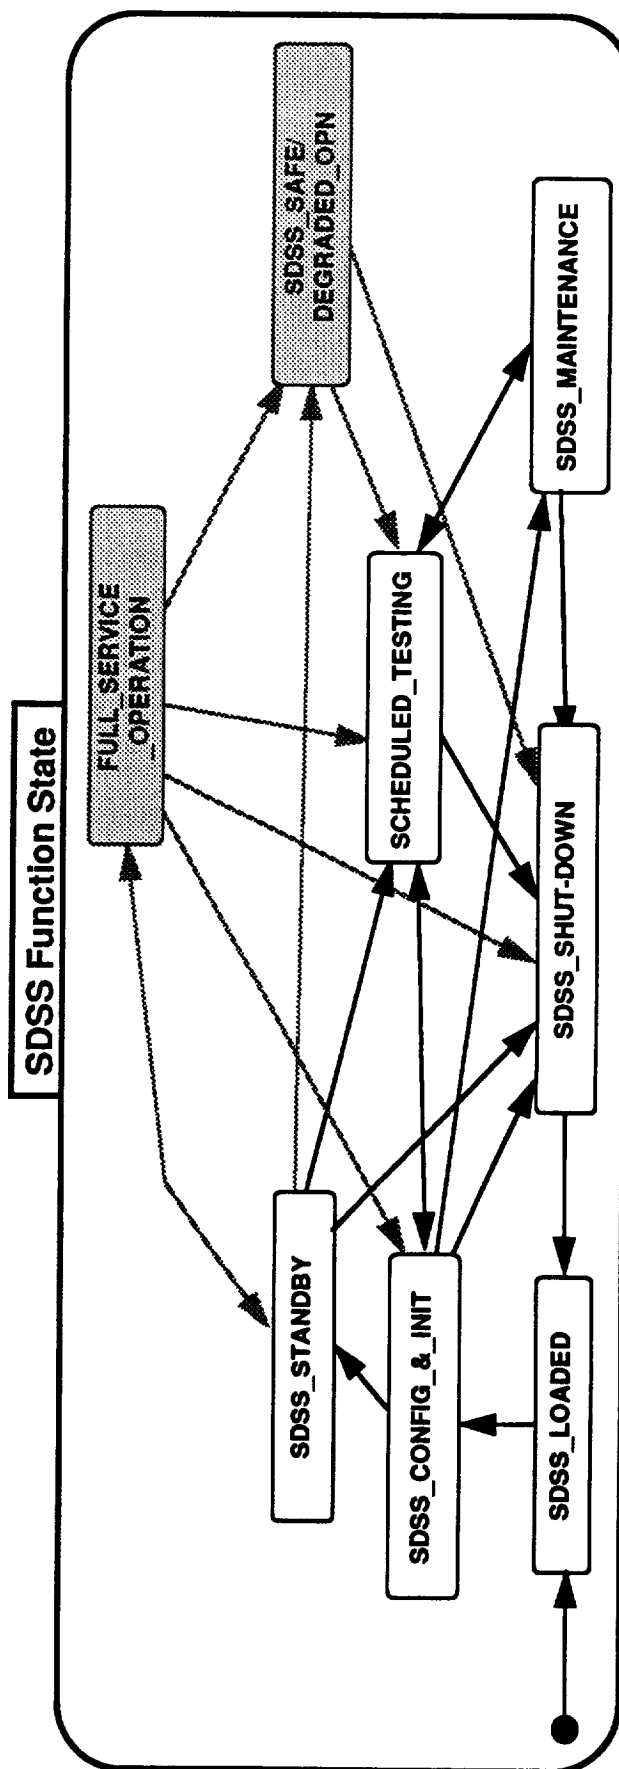 SDSS Function State
FULL_SERVICE
_OPERATION
SDSS_SAFE/
DEGRADED_OPN
SDSS_STANDBY
SCHEDULED_TESTING
SDSS_CONFIG_&_INIT
SDSS_LOADED
SDSS_SHUT-DOWN
SDSS_MAINTENANCE